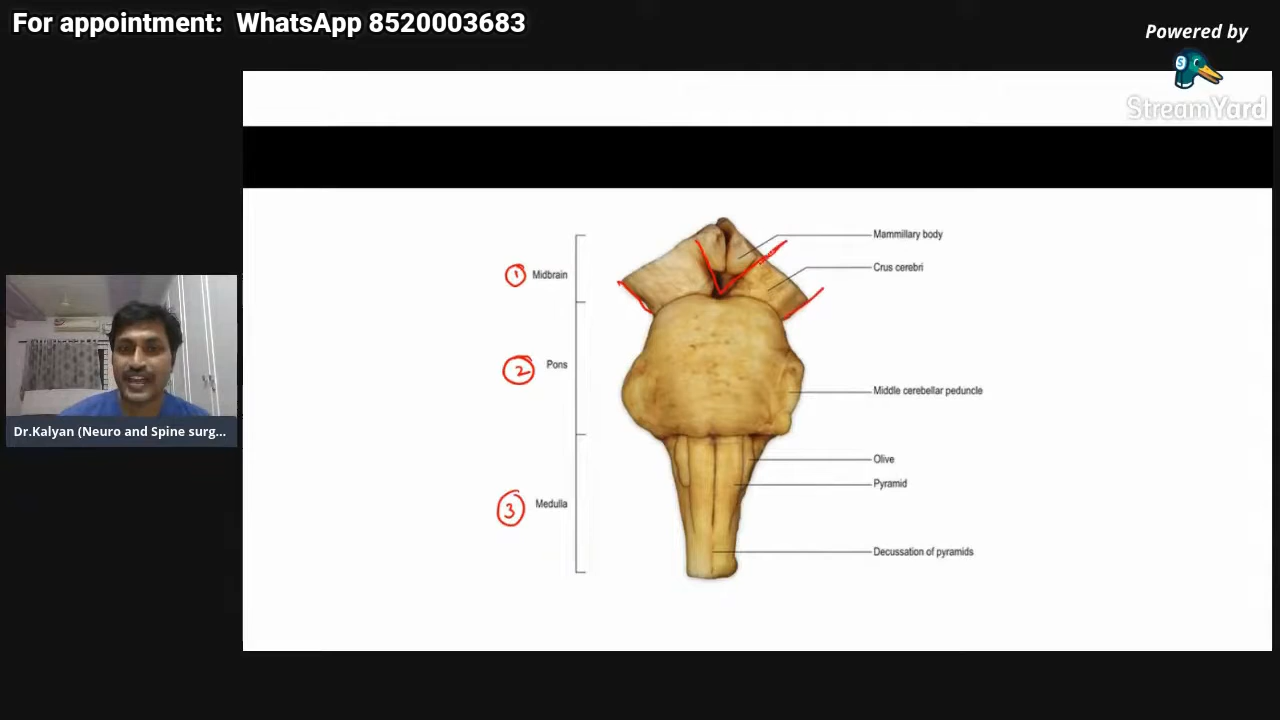 For appointment: WhatsApp 8520003683
Powered by
S
StreamYard
Mammillary body
Crus cerebri
1 Midbrain
2 Pons
Middle cerebellar peduncle
Dr.Kalyan (Neuro and Spine surg...
Olive
Pyramid
3 Medulla
Decussation of pyramids